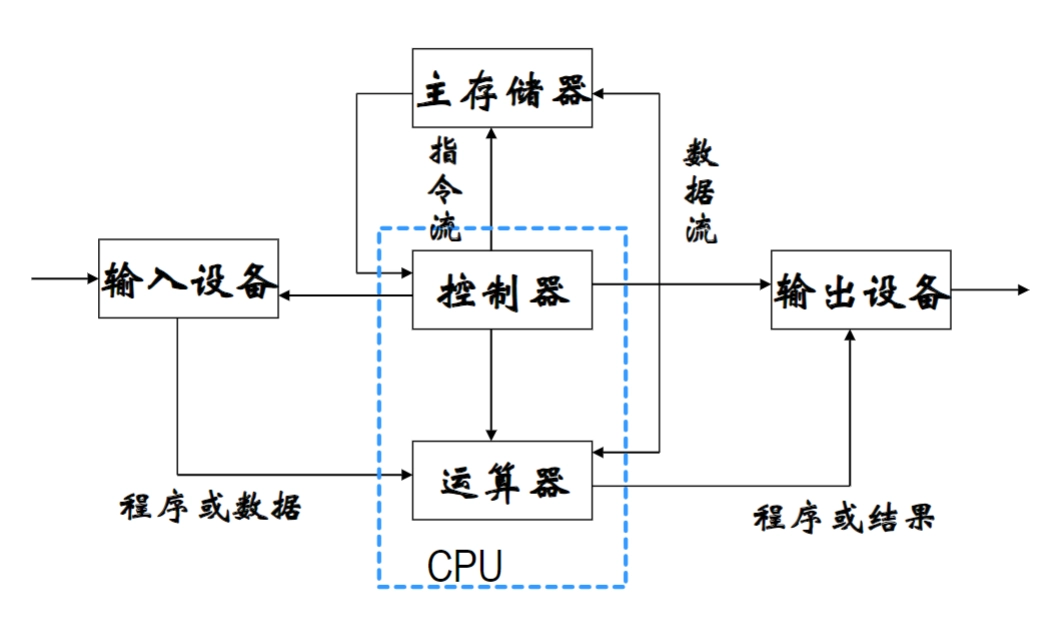 主存储器
指令流
数据流
输入设备
控制器
输出设备
运算器
程序或数据
程序或结果
CPU